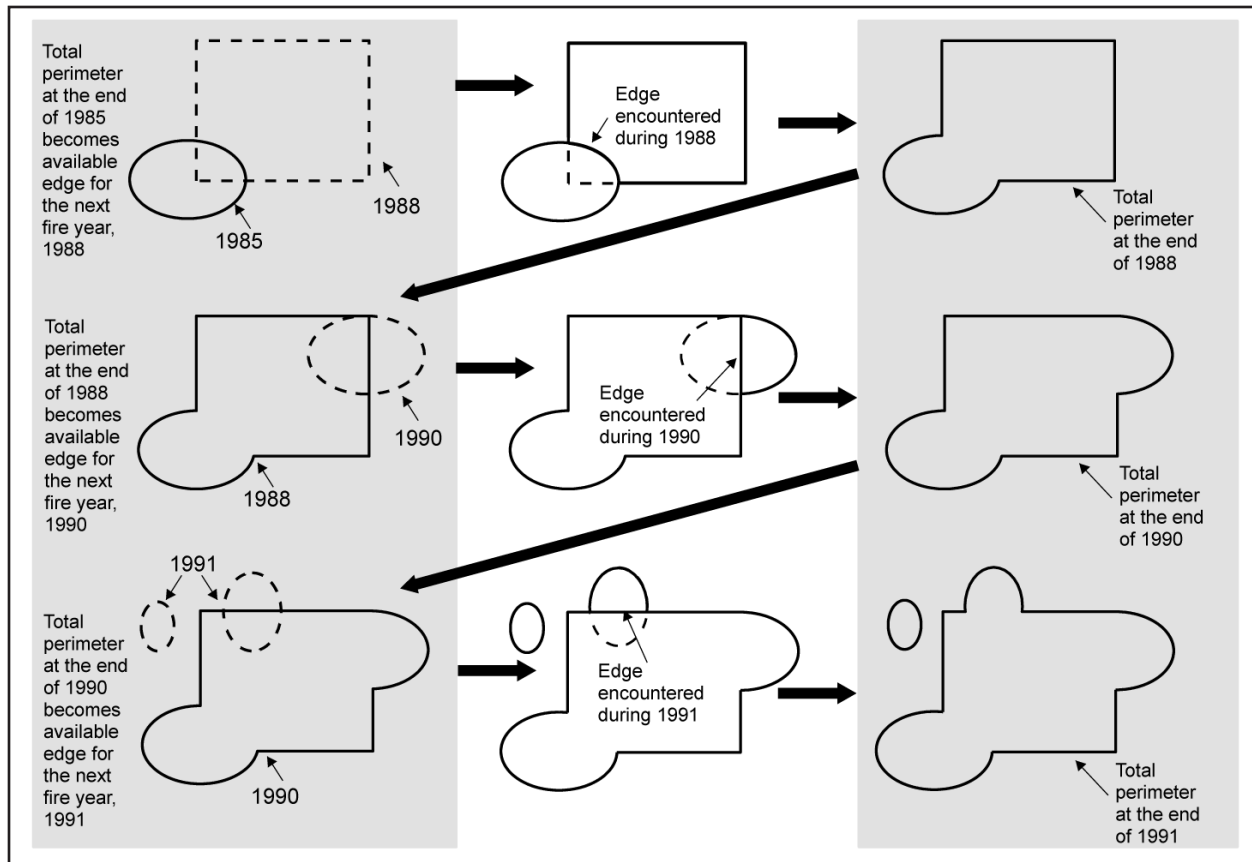 Total
perimeter
at the end
of 1985
becomes
available
edge for
the next
fire year,
1988
1988
1985
Edge
encountered
during 1988
Total
perimeter
at the end
of 1988
Total
perimeter
at the end
of 1988
becomes
available
edge for
the next
fire year,
1990
1990
1988
Edge
encountered
during 1990
Total
perimeter
at the end
of 1990
1991
Total
perimeter
at the end
of 1990
becomes
available
edge for
the next
fire year,
1991
1990
Edge
encountered
during 1991
Total
perimeter
at the end
of 1991